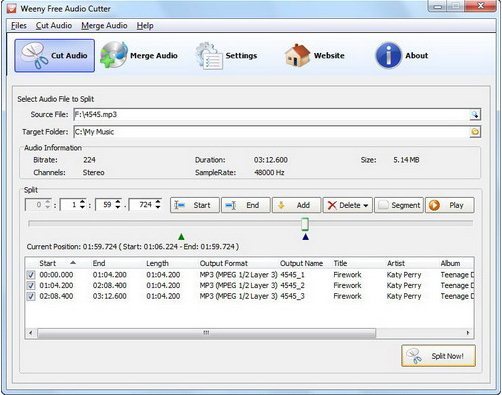 Weeny Free Audio Cutter
Files Cut Audio Merge Audio Help
Cut Audio Merge Audio Settings Website About
Select Audio File to Split
Source File: F:\4545.mp3
Target Folder: C:\My Music
Audio Information
Bitrate: 224 Duration: 03:12.600 Size: 5.14 MB
Channels: Stereo SampleRate: 48000 Hz
Split
0 : 1 : 59 . 724 Start End Add Delete Segment Play
Current Position: 01:59.724 ( Start: 01:06.224 - End: 01:59.724 )
Start End Length Output Format Output Name Title Artist Album
00:00.000 01:04.200 01:04.200 MP3 (MPEG 1/2 Layer 3) 4545_1 Firework Katy Perry Teenage D
01:04.200 02:08.400 01:04.200 MP3 (MPEG 1/2 Layer 3) 4545_2 Firework Katy Perry Teenage D
02:08.400 03:12.600 01:04.200 MP3 (MPEG 1/2 Layer 3) 4545_3 Firework Katy Perry Teenage D
Split Now!